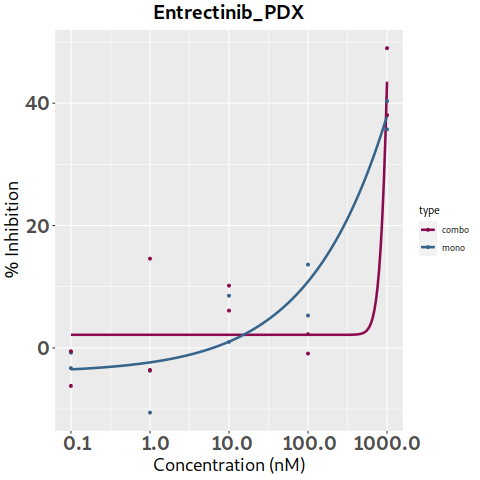 Entrectinib_PDX
% Inhibition
40
20
0
0.1 1.0 10.0 100.0 1000.0
Concentration (nM)
type
combo
mono